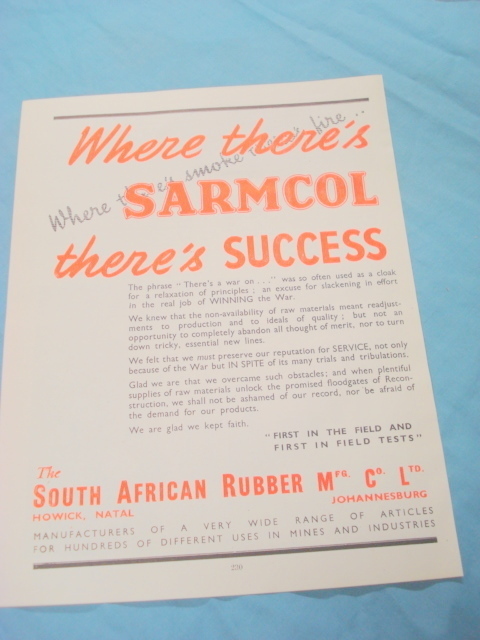 Where there's
Where there's smoke there's fire ..
SARMCOL
there's SUCCESS
The phrase "There's a war on . . ." was so often used as a cloak
for a relaxation of principles ; an excuse for slackening in effort
in the real job of WINNING the War.
We knew that the non-availability of raw materials meant readjust-
ments to production and to ideals of quality ; but not an
opportunity to completely abandon all thought of merit, nor to turn
down tricky, essential new lines.
We felt that we must preserve our reputation for SERVICE, not only
because of the War but IN SPITE of its many trials and tribulations.
Glad we are that we overcame such obstacles ; and when plentiful
supplies of raw materials unlock the promised floodgates of Recon-
struction, we shall not be ashamed of our record, nor be afraid of
the demand for our products.
We are glad we kept faith.
"FIRST IN THE FIELD AND
FIRST IN FIELD TESTS"
The
SOUTH AFRICAN RUBBER MFG. CO. LTD.
HOWICK, NATAL JOHANNESBURG
MANUFACTURERS OF A VERY WIDE RANGE OF ARTICLES
FOR HUNDREDS OF DIFFERENT USES IN MINES AND INDUSTRIES
220